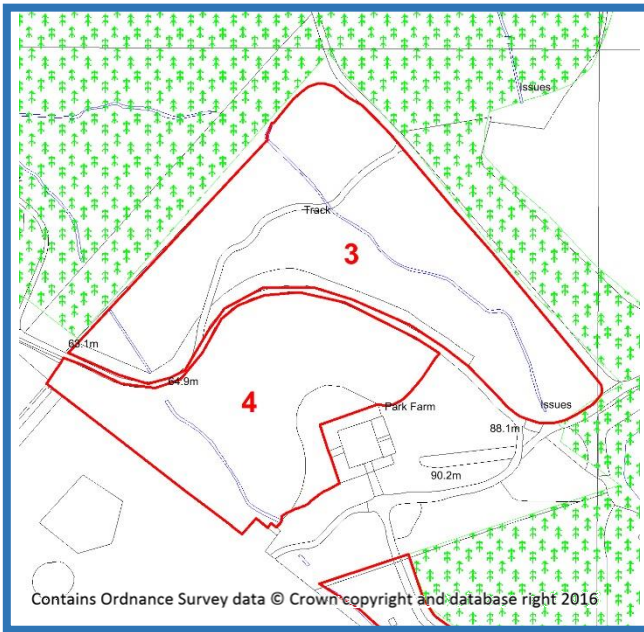 Issues
Track
3
63.1m
64.9m
4
Park Farm
Issues
88.1m
90.2m
Contains Ordnance Survey data © Crown copyright and database right 2016